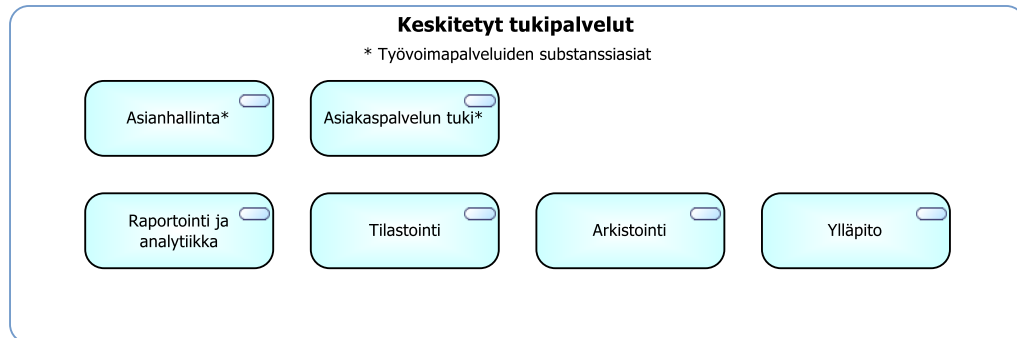 Keskitetyt tukipalvelut
* Työvoimapalveluiden substanssiasiat
Asianhallinta*
Asiakaspalvelun tuki*
Raportointi ja
analytiikka
Tilastointi
Arkistointi
Ylläpito